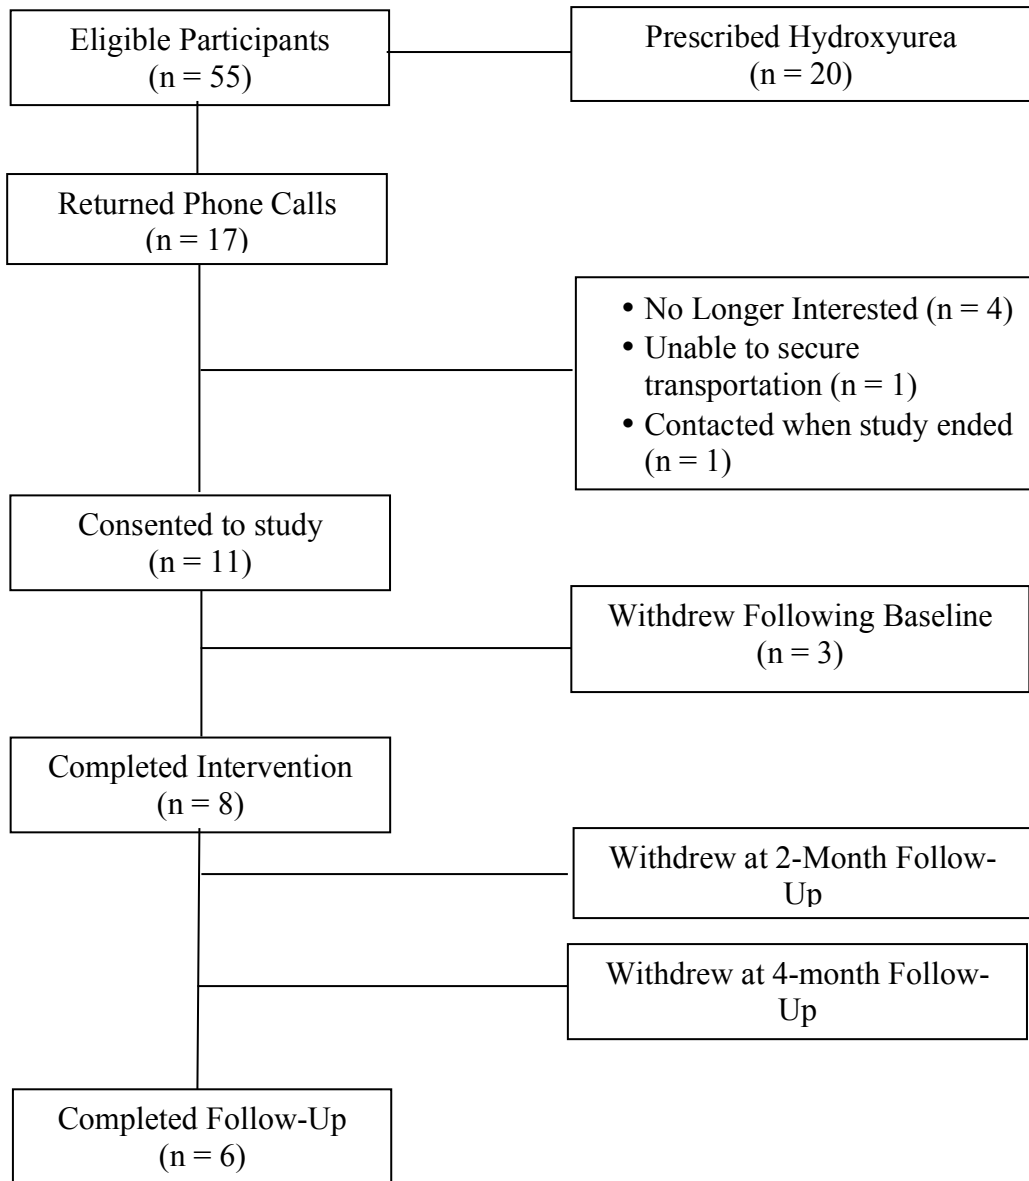 Eligible Participants
(n = 55)
Prescribed Hydroxyurea
(n = 20)
Returned Phone Calls
(n = 17)
• No Longer Interested (n = 4)
• Unable to secure
transportation (n = 1)
• Contacted when study ended
(n = 1)
Consented to study
(n = 11)
Withdrew Following Baseline
(n = 3)
Completed Intervention
(n = 8)
Withdrew at 2-Month Follow-
Up
Withdrew at 4-month Follow-
Up
Completed Follow-Up
(n = 6)